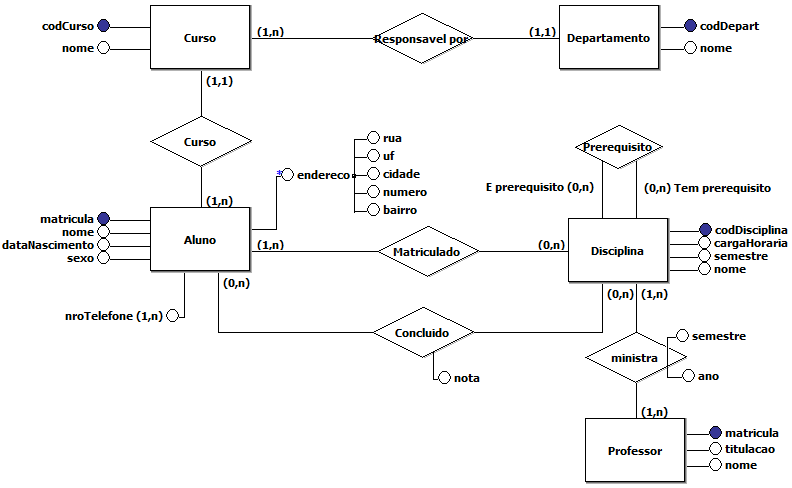 codCurso
nome
Curso
(1,n)
Responsavel por
(1,1)
Departamento
codDepart
nome
(1,1)
Curso
(1,n)
* endereco
rua
uf
cidade
numero
bairro
Prerequisito
E prerequisito (0,n)
(0,n) Tem prerequisito
matricula
nome
dataNascimento
sexo
Aluno
(1,n)
Matriculado
(0,n)
Disciplina
codDisciplina
cargaHoraria
semestre
nome
(0,n)
(0,n)
(1,n)
nroTelefone (1,n)
Concluido
nota
ministra
semestre
ano
(1,n)
Professor
matricula
titulacao
nome